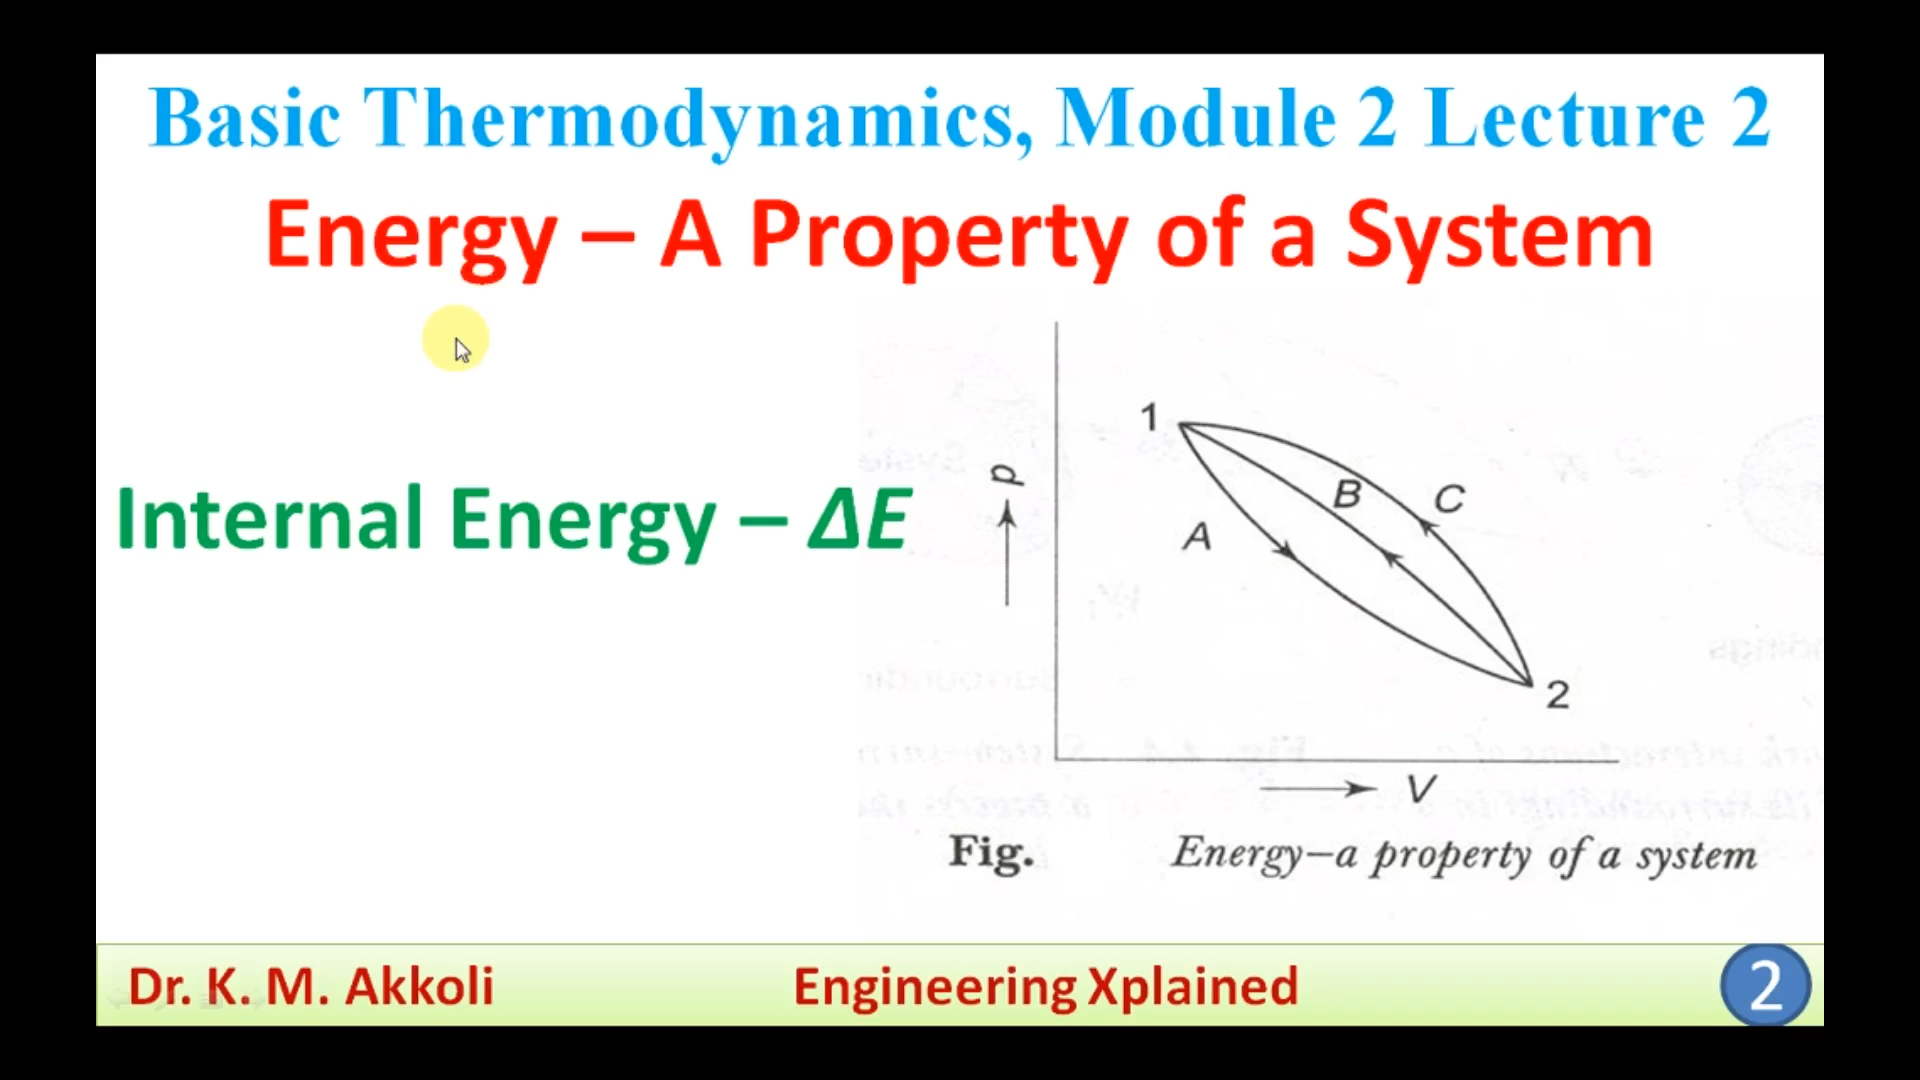 Basic Thermodynamics, Module 2 Lecture 2
Energy – A Property of a System
Internal Energy – ΔE
1
p
B
C
A
2
V
Fig. Energy–a property of a system
Dr. K. M. Akkoli
Engineering Xplained
2